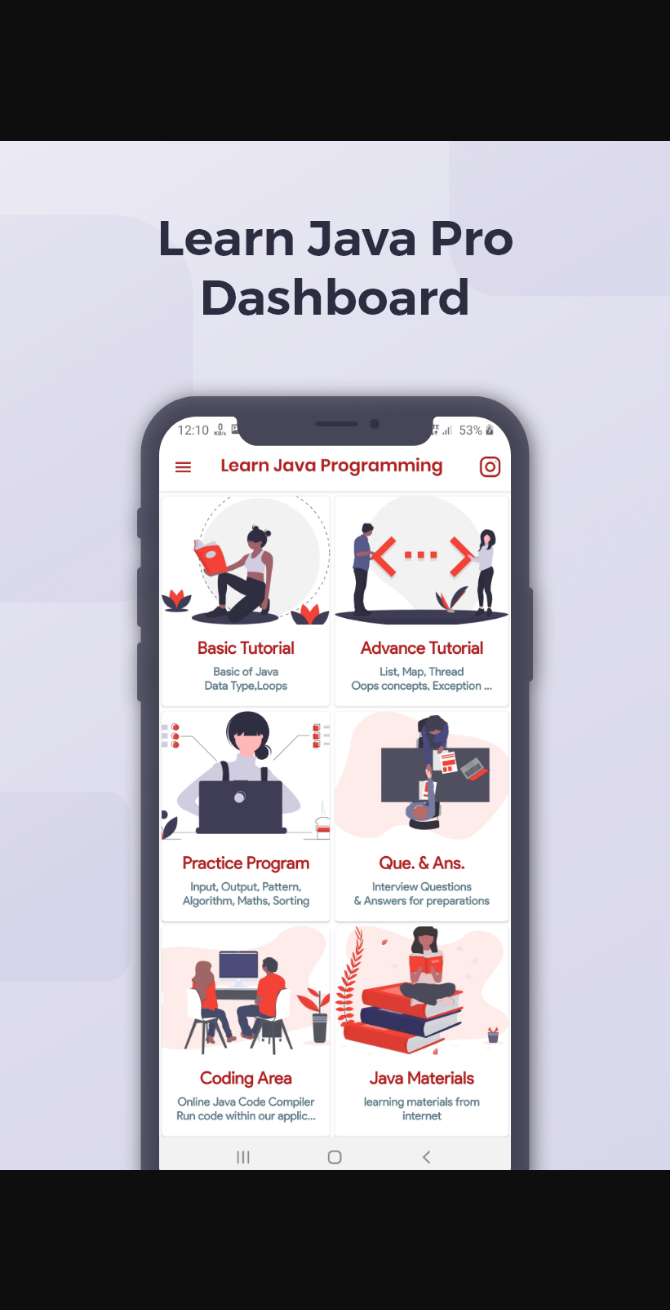 Learn Java Pro
Dashboard
12:10
53%
Learn Java Programming
Basic Tutorial
Basic of Java
Data Type,Loops
Advance Tutorial
List, Map, Thread
Oops concepts, Exception ...
Practice Program
Input, Output, Pattern,
Algorithm, Maths, Sorting
Que. & Ans.
Interview Questions
& Answers for preparations
Coding Area
Online Java Code Compiler
Run code within our applic...
Java Materials
learning materials from
internet